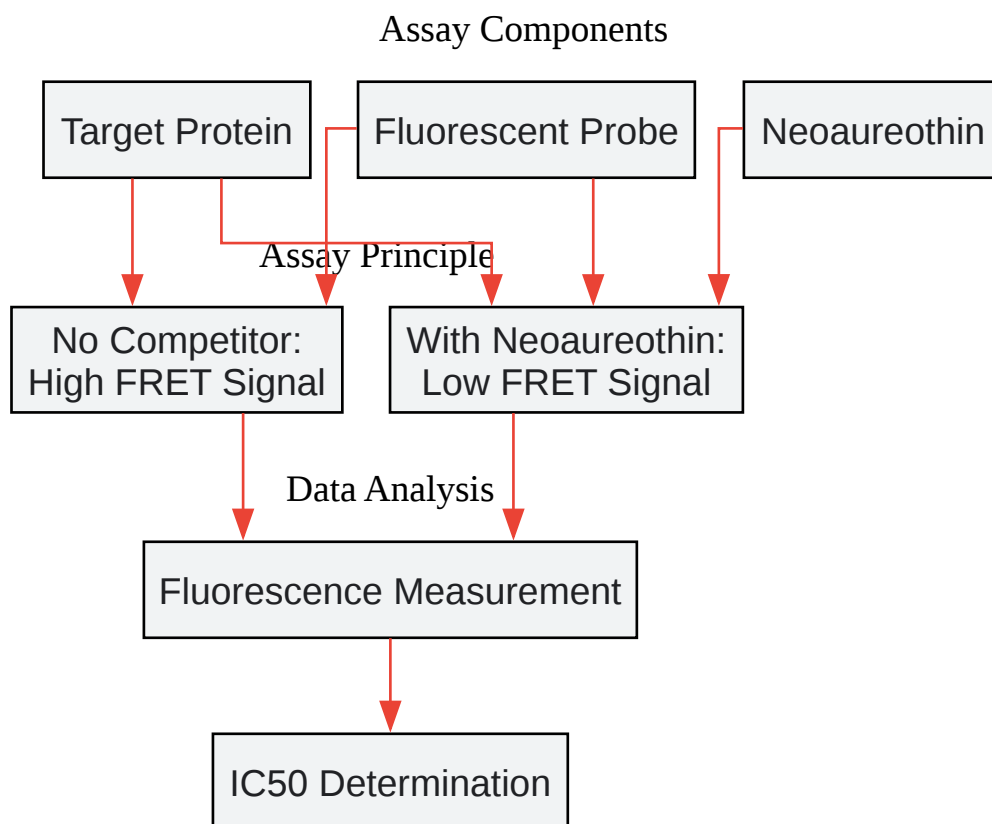 Assay Components
Target Protein
Fluorescent Probe
Neoaureothin
Assay Principle
No Competitor:
High FRET Signal
With Neoaureothin:
Low FRET Signal
Data Analysis
Fluorescence Measurement
IC50 Determination